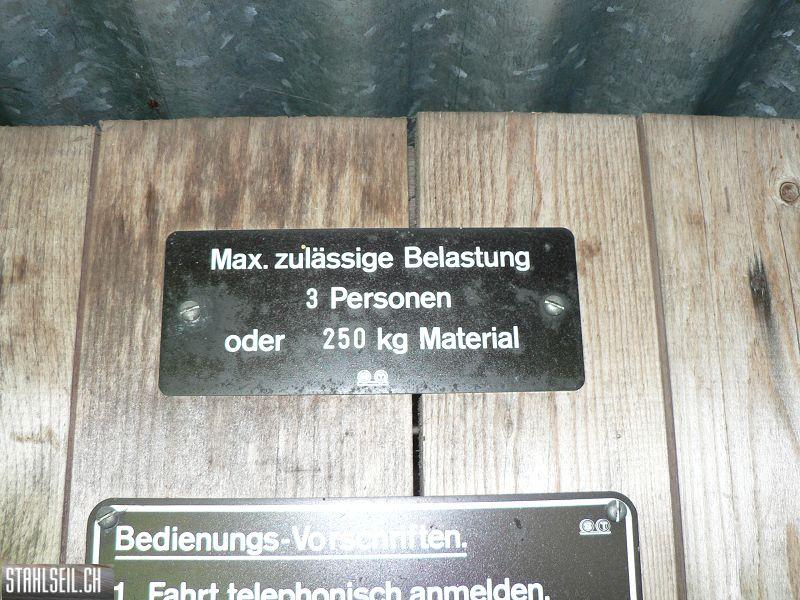 Max. zulässige Belastung
3 Personen
oder 250 kg Material
Bedienungs-Vorschriften.
1. Fahrt telephonisch anmelden.
STAHLSEIL.CH